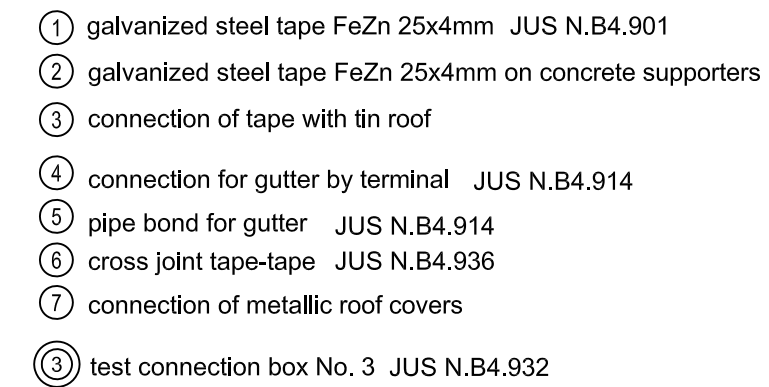 1 galvanized steel tape FeZn 25x4mm JUS N.B4.901
2 galvanized steel tape FeZn 25x4mm on concrete supporters
3 connection of tape with tin roof
4 connection for gutter by terminal JUS N.B4.914
5 pipe bond for gutter JUS N.B4.914
6 cross joint tape-tape JUS N.B4.936
7 connection of metallic roof covers
3 test connection box No. 3 JUS N.B4.932